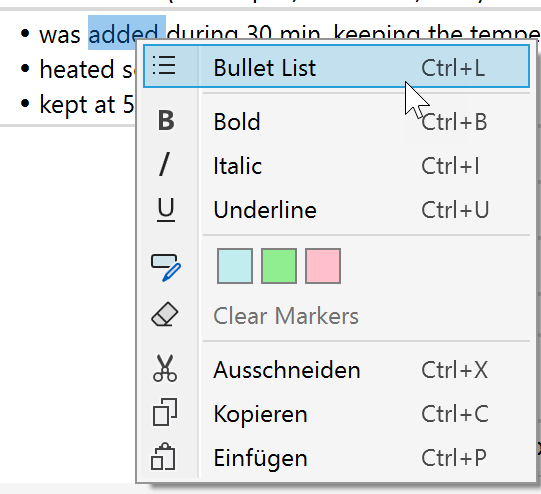 • was added during 30 min, keeping the tempe
• heated
• kept at 5
Bullet List Ctrl+L
B Bold Ctrl+B
I Italic Ctrl+I
U Underline Ctrl+U
Clear Markers
Ausschneiden Ctrl+X
Kopieren Ctrl+C
Einfügen Ctrl+P